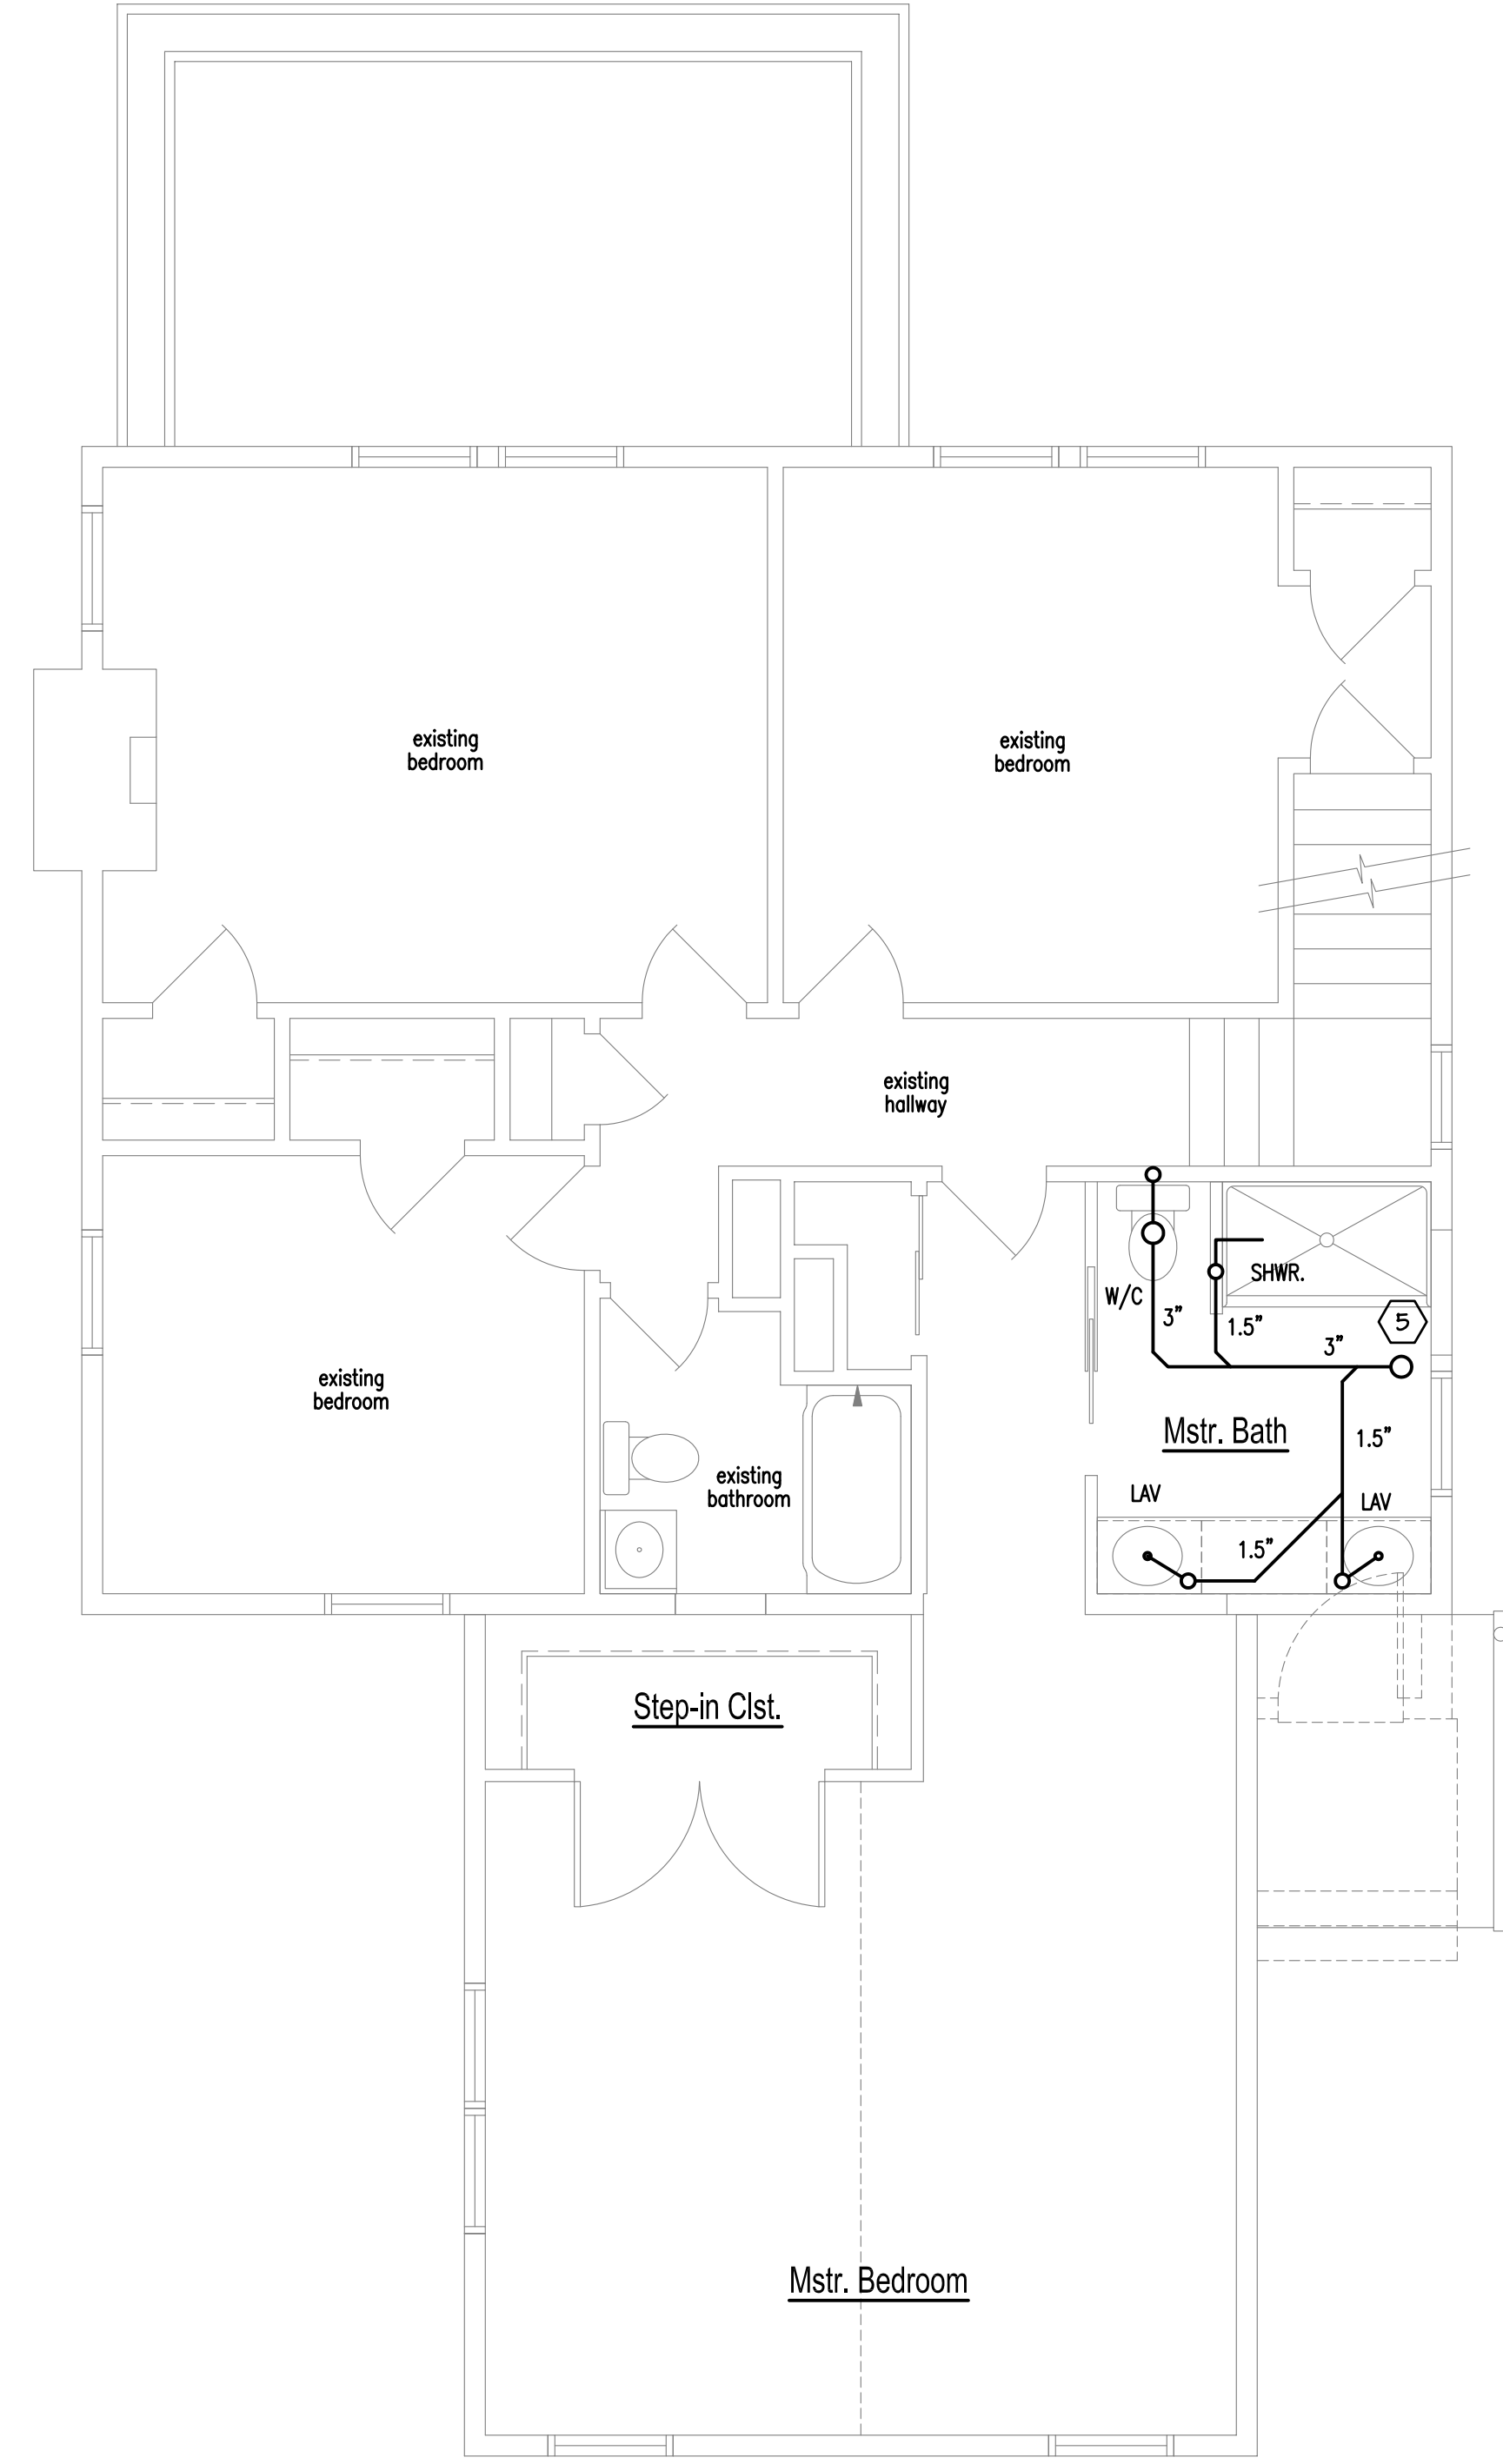 existing
bedroom
existing
bedroom
existing
hallway
W/C
3"
SHWR.
1.5"
3"
5
existing
bedroom
Mstr. Bath
1.5"
existing
bathroom
LAV
LAV
1.5"
Step-in Clst.
Mstr. Bedroom